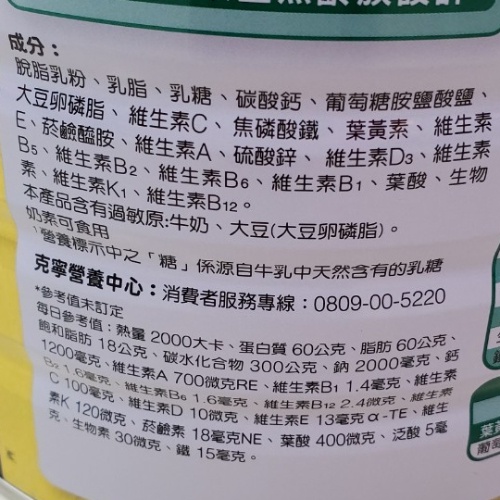 成分：
脫脂乳粉、乳脂、乳糖、碳酸鈣、葡萄糖胺鹽酸鹽、
大豆卵磷脂、維生素C、焦磷酸鐵、葉黃素、維生素
E、菸鹼醯胺、維生素A、硫酸鋅、維生素D3、維生素
B5、維生素B2、維生素B6、維生素B1、葉酸、生物
素、維生素K1、維生素B12。
本產品含有過敏原:牛奶、大豆(大豆卵磷脂)。
奶素可食用
營養標示中之「糖」係源自牛乳中天然含有的乳糖
克寧營養中心：消費者服務專線：0809-00-5220
*參考值未訂定
每日參考值：熱量 2000大卡、蛋白質 60公克、脂肪 60公克、
飽和脂肪 18公克、碳水化合物 300公克、鈉 2000毫克、鈣
1200毫克、維生素A 700微克RE、維生素B1 1.4毫克、維生素
B2 1.6毫克、維生素B6 1.6毫克、維生素B12 2.4微克、維生素
C 100毫克、維生素D 10微克、維生素E 13毫克 α-TE、維生
素K 120微克、菸鹼素 18毫克NE、葉酸 400微克、泛酸 5毫
克、生物素 30微克、鐵 15毫克。
葉
葡萄